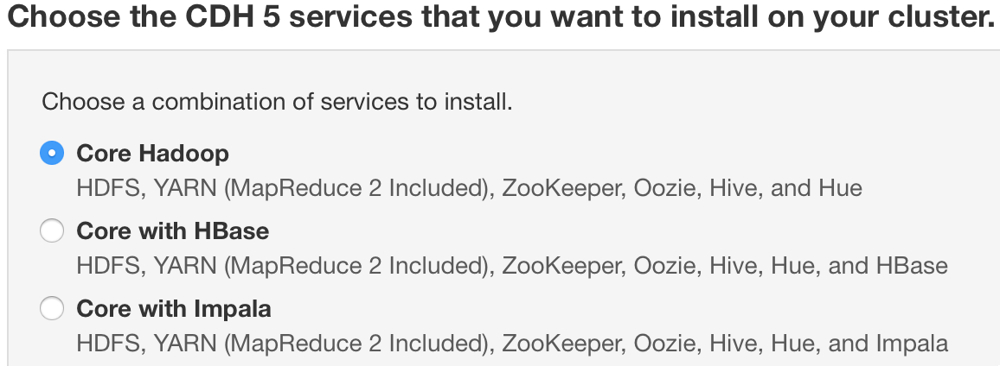 Choose the CDH 5 services that you want to install on your cluster.
Choose a combination of services to install.
Core Hadoop
HDFS, YARN (MapReduce 2 Included), ZooKeeper, Oozie, Hive, and Hue
Core with HBase
HDFS, YARN (MapReduce 2 Included), ZooKeeper, Oozie, Hive, Hue, and HBase
Core with Impala
HDFS, YARN (MapReduce 2 Included), ZooKeeper, Oozie, Hive, Hue, and Impala